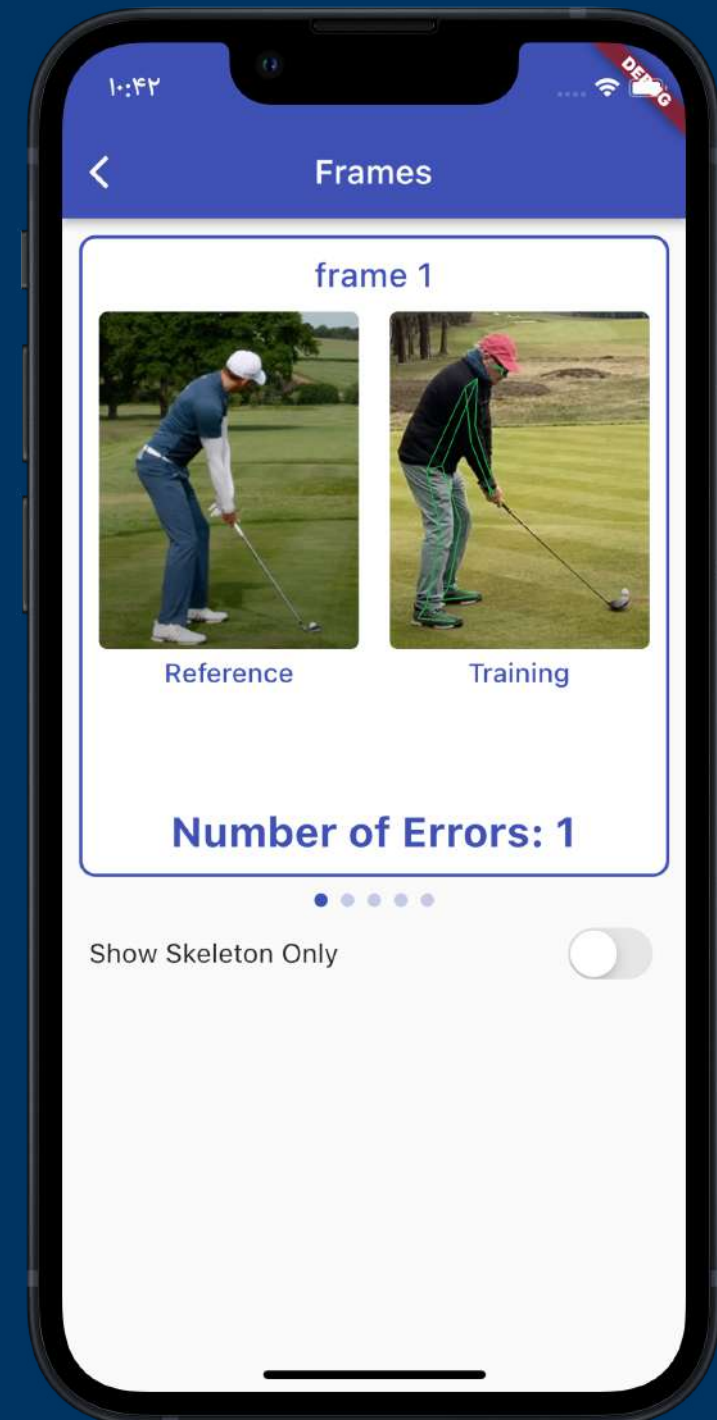 ۱۰:۴۲
DEBUG
Frames
frame 1
Reference Training
Number of Errors: 1
Show Skeleton Only